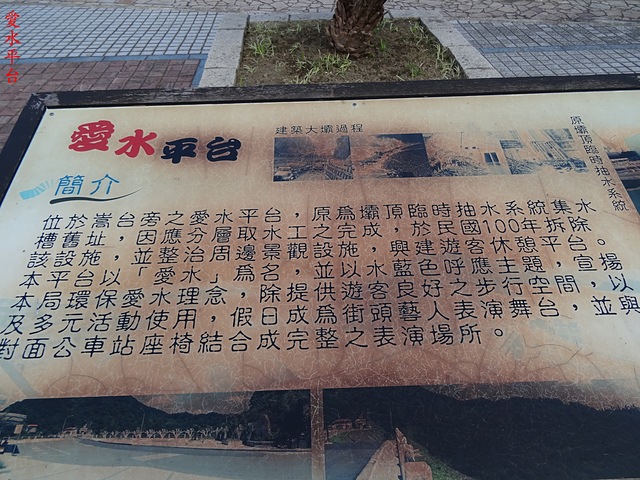 愛水平台
愛水平台
建築大壩過程
原壩頂臨時抽水系統
簡介
位於嵩台旁之愛水平台，原為壩頂臨時抽水系統集水
槽舊址，因應分層取水工之完成，於民國100年拆除
該設施，並整治周邊景觀設施，興建遊客休憩平台。
本平台以「愛水」為名，並以水藍色呼應主題，宣揚
本局環保愛水理念，除提供遊客良好之步行空間，以
及多元活動使用，假日成為街頭藝人表演舞台，並與
對面公車站座椅結合成完整之表演場所。